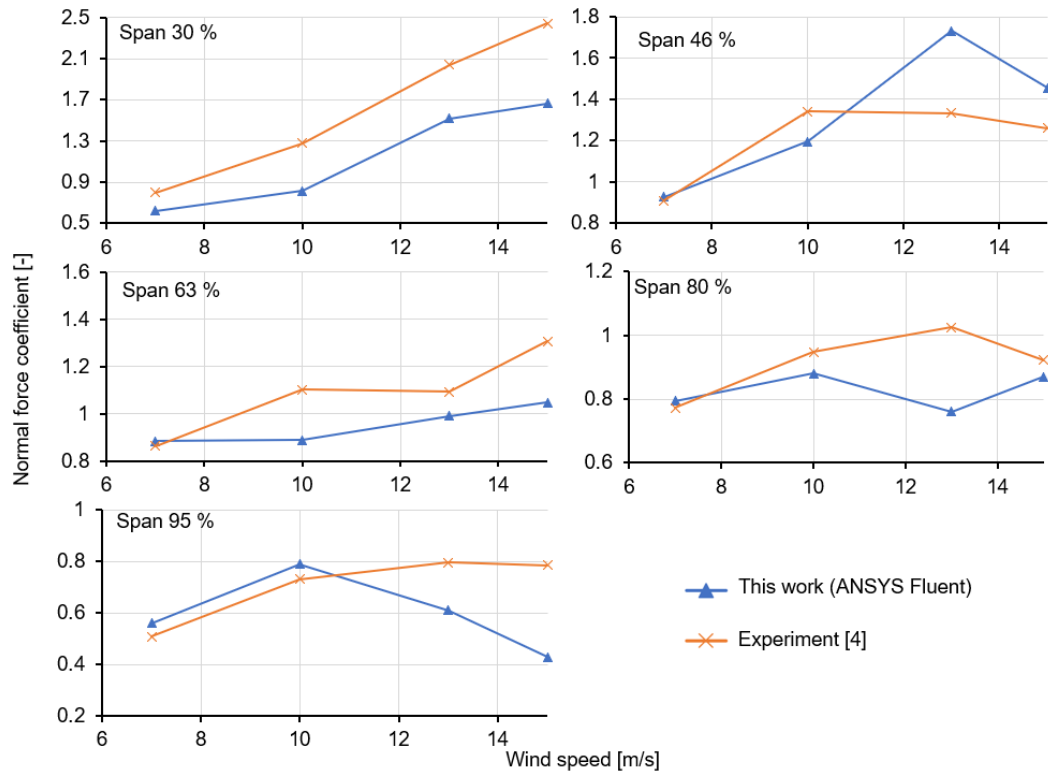 Normal force coefficient [-]
Span 30 %
2.5
2.1
1.7
1.3
0.9
0.5
6 8 10 12 14
Span 46 %
1.8
1.6
1.4
1.2
1
0.8
6 8 10 12 14
Span 63 %
1.6
1.4
1.2
1
0.8
6 8 10 12 14
Span 80 %
1.2
1
0.8
0.6
6 8 10 12 14
Span 95 %
1
0.8
0.6
0.4
0.2
6 8 10 12 14
This work (ANSYS Fluent)
Experiment [4]
Wind speed [m/s]